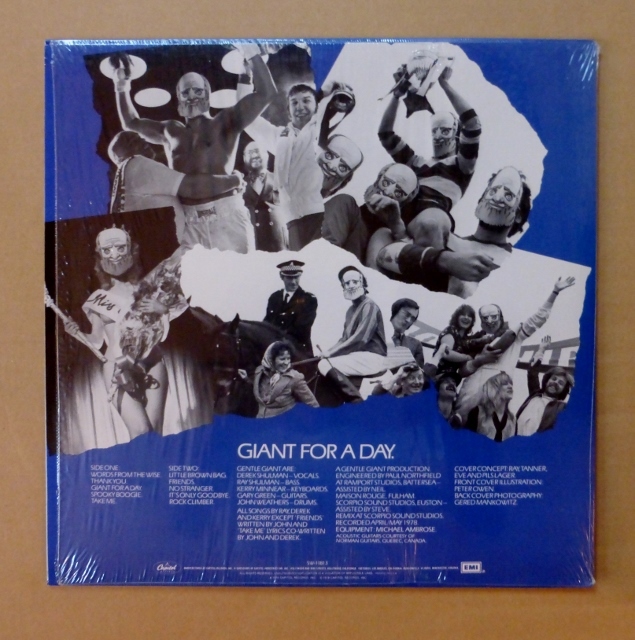 Miss
GIANT FOR A DAY.
SIDE ONE
WORDS FROM THE WISE.
THANK YOU.
GIANT FOR A DAY.
SPOOKY BOOGIE.
TAKE ME.
SIDE TWO
LITTLE BROWN BAG.
FRIENDS.
NO STRANGER.
IT'S ONLY GOODBYE.
ROCK CLIMBER.
GENTLE GIANT ARE
DEREK SHULMAN – VOCALS.
RAY SHULMAN – BASS.
KERRY MINNEAR – KEYBOARDS.
GARY GREEN – GUITARS.
JOHN WEATHERS – DRUMS.
ALL SONGS BY RAY, DEREK
AND KERRY EXCEPT 'FRIENDS'
WRITTEN BY JOHN AND
'TAKE ME' LYRICS CO-WRITTEN
BY JOHN AND DEREK.
A GENTLE GIANT PRODUCTION.
ENGINEERED BY PAUL NORTHFIELD
AT RAMPORT STUDIOS, BATTERSEA –
ASSISTED BY NEIL.
MAISON ROUGE, FULHAM.
SCORPIO SOUND STUDIOS, EUSTON –
ASSISTED BY STEVE.
REMIX AT SCORPIO SOUND STUDIOS.
RECORDED APRIL/MAY 1978
EQUIPMENT: MICHAEL AMBROSE.
ACOUSTIC GUITARS COURTESY OF
NORMAN GUITARS, QUEBEC, CANADA.
COVER CONCEPT: RAY TANNER,
EVE AND PILS LAGER.
FRONT COVER ILLUSTRATION:
PETER OWEN.
BACK COVER PHOTOGRAPHY:
GERED MANKOWITZ.
Capitol
EMI